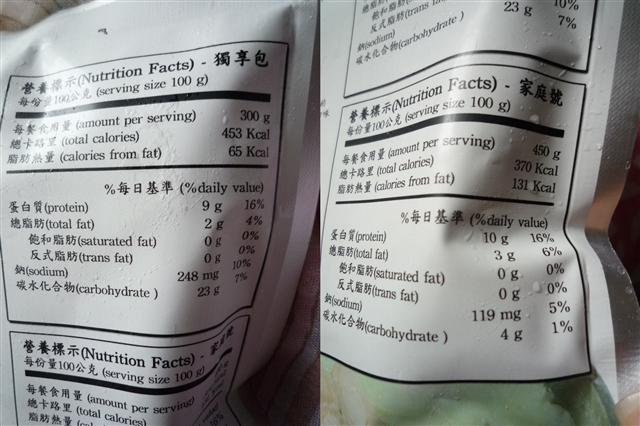 營養標示(Nutrition Facts) - 獨享包
每份量100公克 (serving size 100 g)
每餐食用量 (amount per serving) 300 g
總卡路里 (total calories) 453 Kcal
脂肪熱量 (calories from fat) 65 Kcal
%每日基準 (%daily value)
蛋白質(protein) 9 g 16%
總脂肪(total fat) 2 g 4%
飽和脂肪(saturated fat) 0 g 0%
反式脂肪(trans fat) 0 g 0%
鈉(sodium) 248 mg 10%
碳水化合物(carbohydrate ) 23 g 7%
營養標示(Nutrition Facts) - 家庭號
每份量100公克 (serving size 100 g)
每餐食用量 (amount per serving)
總卡路里 (total calories)
脂肪熱量
反式脂肪(trans
鈉(sodium) 23 g 10%
碳水化合物(carbohydrate ) 7%
營養標示(Nutrition Facts) - 家庭號
每份量100公克 (serving size 100 g)
每餐食用量 (amount per serving) 450 g
總卡路里 (total calories) 370 Kcal
脂肪熱量 (calories from fat) 131 Kcal
%每日基準 (%daily value)
蛋白質(protein) 10 g 16%
總脂肪(total fat) 3 g 6%
飽和脂肪(saturated fat) 0 g 0%
反式脂肪(trans fat) 0 g 0%
鈉(sodium) 119 mg 5%
碳水化合物(carbohydrate ) 4 g 1%